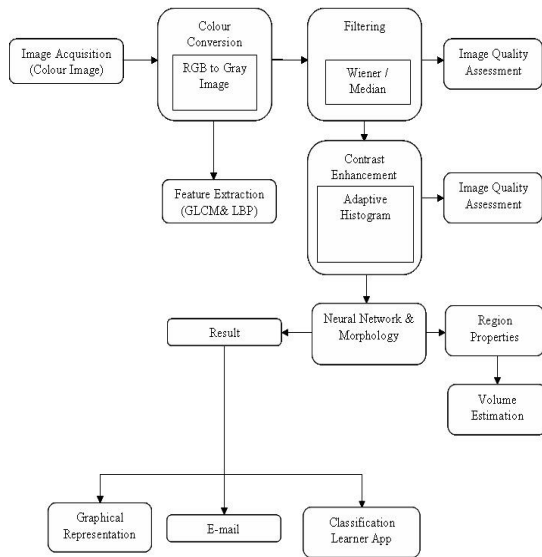 Colour
Conversion
RGB to Gray
Image
Filtering
Wiener /
Median
Image Acquisition
(Colour Image)
Image Quality
Assessment
Contrast
Enhancement
Adaptive
Histogram
Feature Extraction
(GLCM& LBP)
Image Quality
Assessment
Neural Network &
Morphology
Result
Region
Properties
Volume
Estimation
Graphical
Representation
E-mail
Classification
Learner App